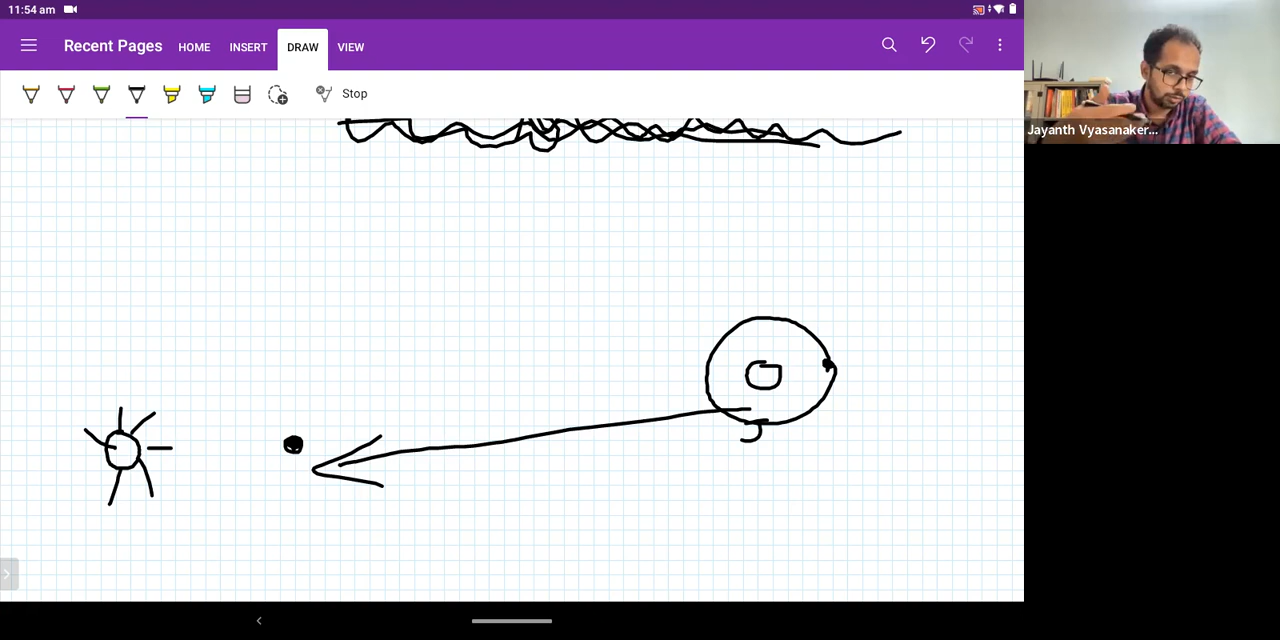 11:54 am
Recent Pages HOME INSERT DRAW VIEW
Stop
Jayanth Vyasanaker...